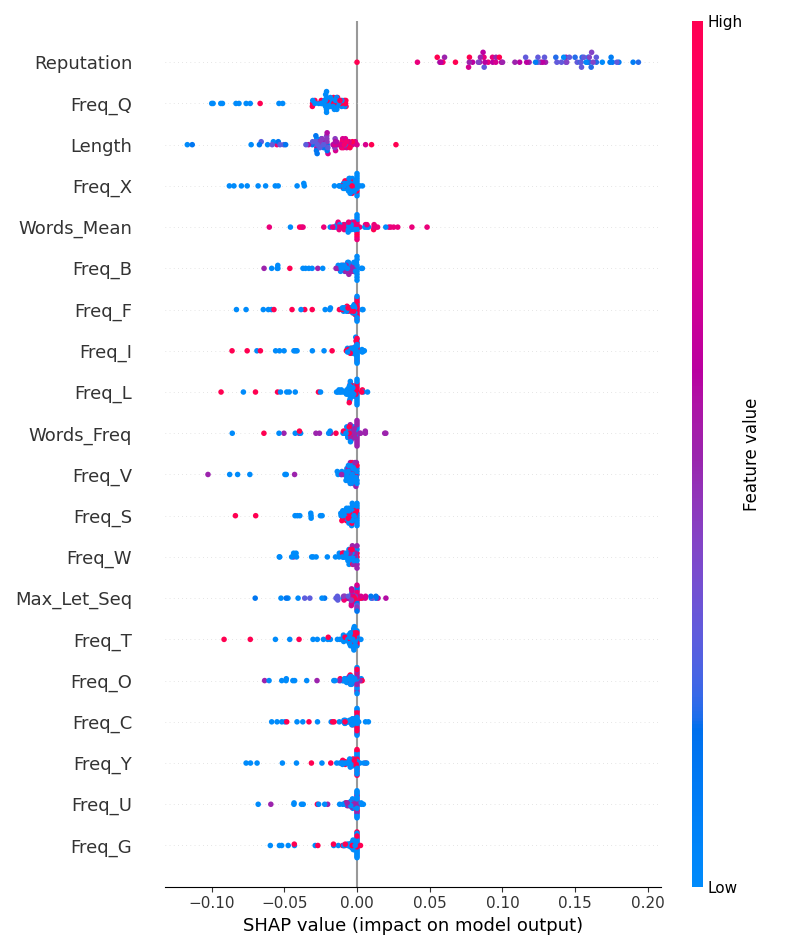 High
Reputation
Freq_Q
Length
Freq_X
Words_Mean
Freq_B
Freq_F
Freq_I
Freq_L
Words_Freq
Freq_V
Freq_S
Freq_W
Max_Let_Seq
Freq_T
Freq_O
Freq_C
Freq_Y
Freq_U
Freq_G
Feature value
Low
−0.10 −0.05 0.00 0.05 0.10 0.15 0.20
SHAP value (impact on model output)